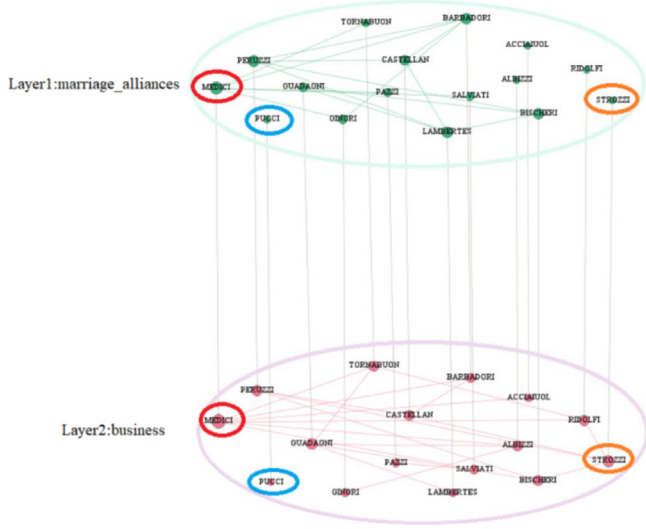 TORNABUON
BARBADORI
ACCIAIUOL
PERUZZI
CASTELLAN
RIDOLFI
Layer1:marriage_alliances
MEDICI
GUADAGNI
PAZZI
SALVIATI
ALBIZZI
STROZZI
PUCCI
GINORI
LAMBERTES
BISCHERI
TORNABUON
BARBADORI
PERUZZI
ACCIAIUOL
Layer2:business
MEDICI
CASTELLAN
RIDOLFI
GUADAGNI
ALBIZZI
PAZZI
SALVIATI
STROZZI
PUCCI
GINORI
LAMBERTES
BISCHERI